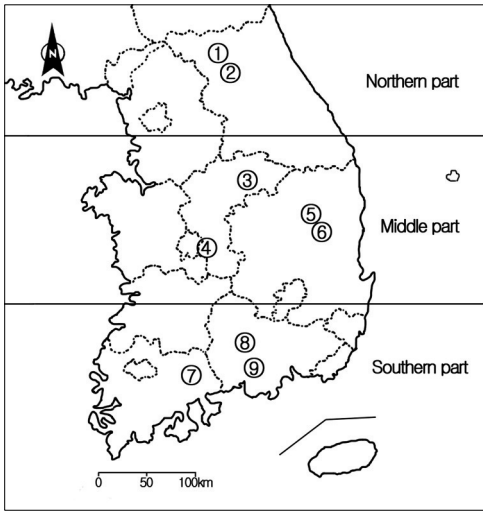 N
①
②
Northern part
③
⑤
⑥
④
Middle part
⑧
⑨
⑦
Southern part
0 50 100km